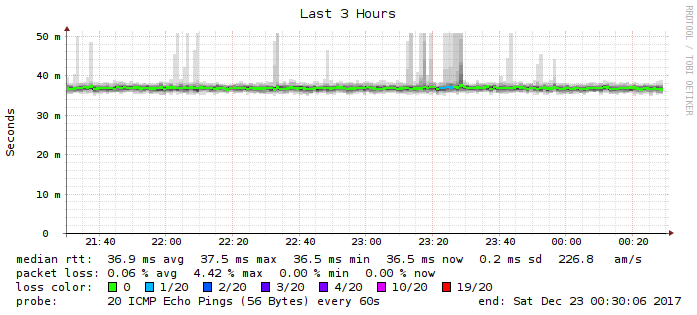 Last 3 Hours
RRDTOOL / TOBI OETIKER
Seconds
50 m
40 m
30 m
20 m
10 m
0
21:40 22:00 22:20 22:40 23:00 23:20 23:40 00:00 00:20
median rtt: 36.9 ms avg 37.5 ms max 36.5 ms min 36.5 ms now 0.2 ms sd 226.8 am/s
packet loss: 0.06 % avg 4.42 % max 0.00 % min 0.00 % now
loss color: 0 1/20 2/20 3/20 4/20 10/20 19/20
probe: 20 ICMP Echo Pings (56 Bytes) every 60s end: Sat Dec 23 00:30:06 2017